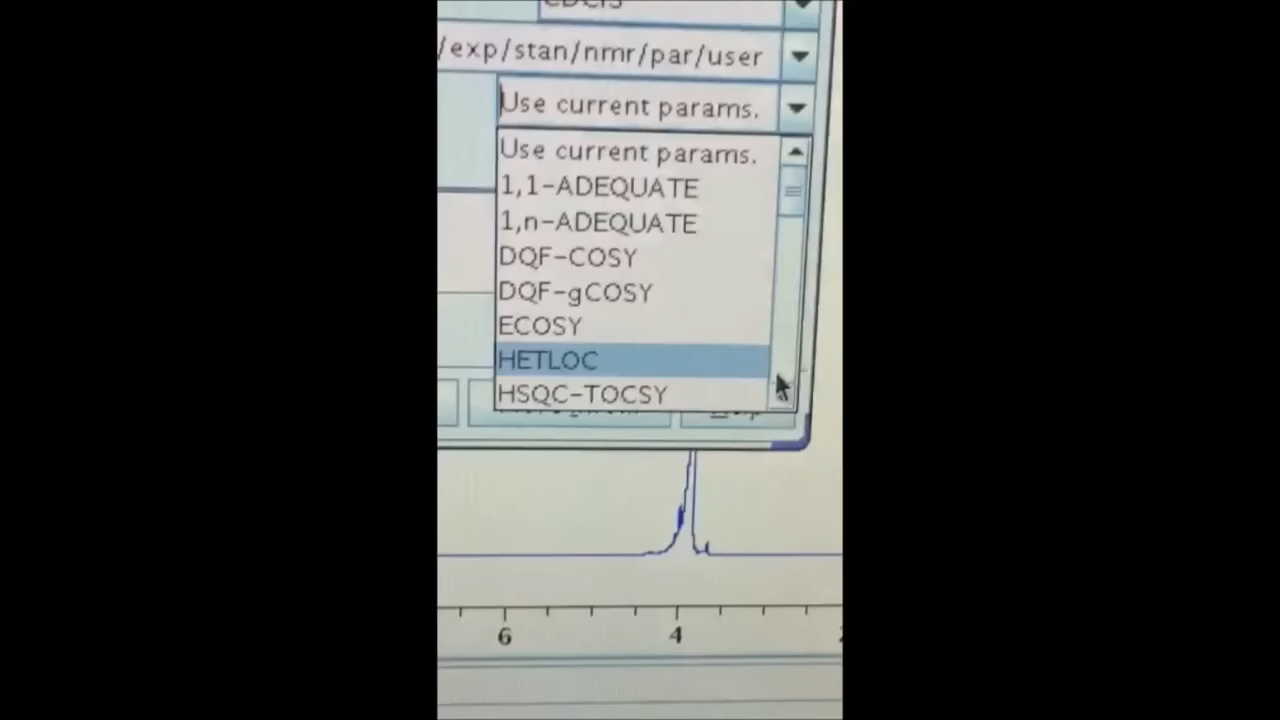 /exp/stan/nmr/par/user
Use current params.
Use current params.
1,1-ADEQUATE
1,n-ADEQUATE
DQF-COSY
DQF-gCOSY
ECOSY
HETLOC
HSQC-TOCSY
6 4